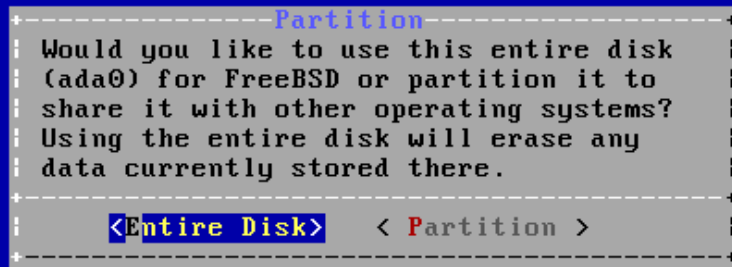 Partition
Would you like to use this entire disk
(ada0) for FreeBSD or partition it to
share it with other operating systems?
Using the entire disk will erase any
data currently stored there.
<Entire Disk> < Partition >